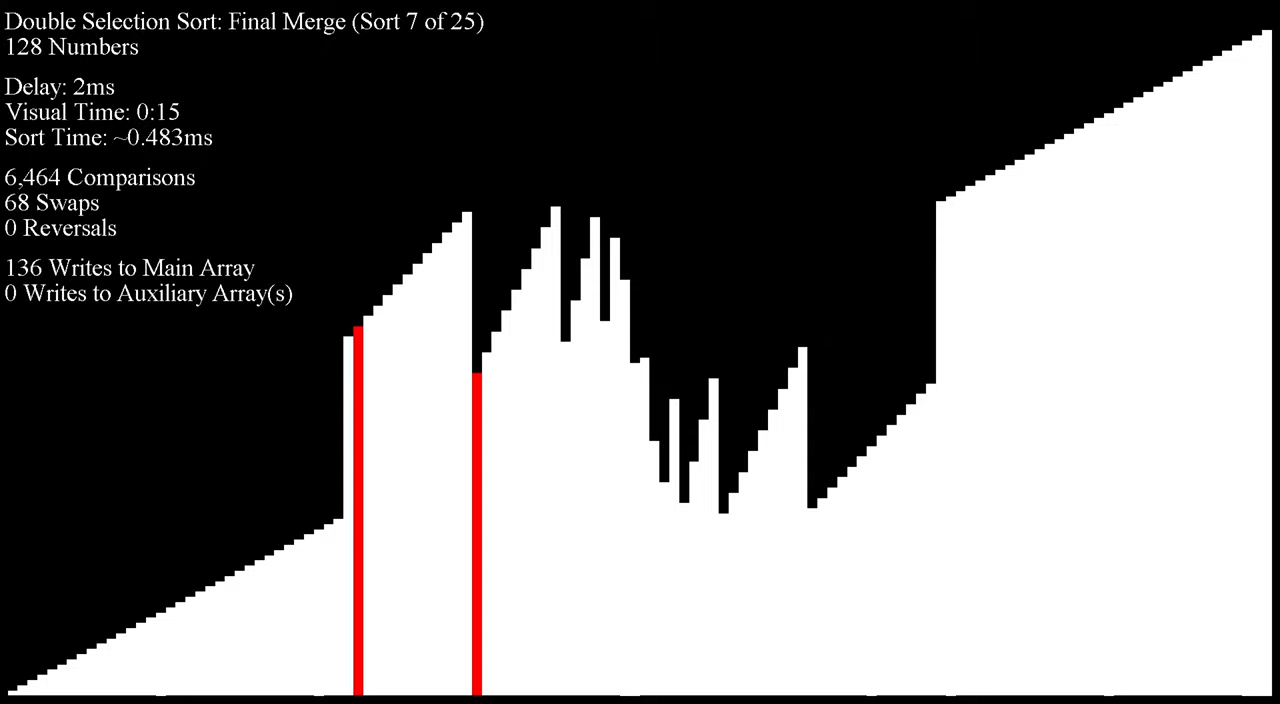 Double Selection Sort: Final Merge (Sort 7 of 25)
128 Numbers
Delay: 2ms
Visual Time: 0:15
Sort Time: ~0.483ms
6,464 Comparisons
68 Swaps
0 Reversals
136 Writes to Main Array
0 Writes to Auxiliary Array(s)